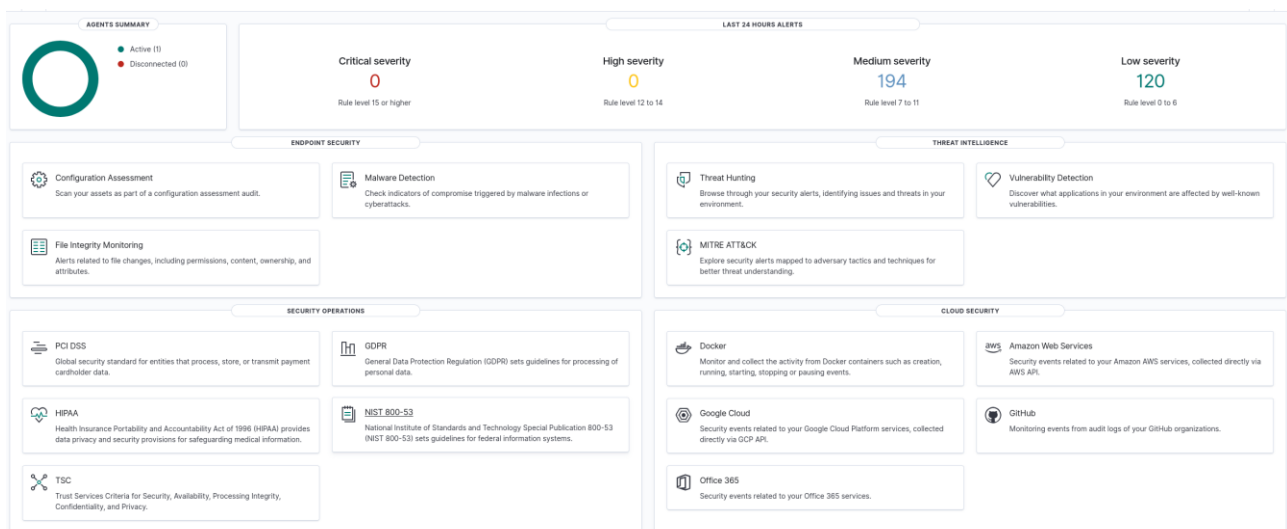 AGENTS SUMMARY
Active (1)
Disconnected (0)
LAST 24 HOURS ALERTS
Critical severity
0
Rule level 15 or higher
High severity
0
Rule level 12 to 14
Medium severity
194
Rule level 7 to 11
Low severity
120
Rule level 0 to 6
ENDPOINT SECURITY
Configuration Assessment
Scan your assets as part of a configuration assessment audit.
Malware Detection
Check indicators of compromise triggered by malware infections or
cyberattacks.
File Integrity Monitoring
Alerts related to file changes, including permissions, content, ownership, and
attributes.
THREAT INTELLIGENCE
Threat Hunting
Browse through your security alerts, identifying issues and threats in your
environment.
Vulnerability Detection
Discover what applications in your environment are affected by well-known
vulnerabilities.
MITRE ATT&CK
Explore security alerts mapped to adversary tactics and techniques for
better threat understanding.
SECURITY OPERATIONS
PCI DSS
Global security standard for entities that process, store, or transmit payment
cardholder data.
GDPR
General Data Protection Regulation (GDPR) sets guidelines for processing of
personal data.
HIPAA
Health Insurance Portability and Accountability Act of 1996 (HIPAA) provides
data privacy and security provisions for safeguarding medical information.
NIST 800-53
National Institute of Standards and Technology Special Publication 800-53
(NIST 800-53) sets guidelines for federal information systems.
TSC
Trust Services Criteria for Security, Availability, Processing Integrity,
Confidentiality, and Privacy.
CLOUD SECURITY
Docker
Monitor and collect the activity from Docker containers such as creation,
running, starting, stopping or pausing events.
aws
Amazon Web Services
Security events related to your Amazon AWS services, collected directly via
AWS API.
Google Cloud
Security events related to your Google Cloud Platform services, collected
directly via GCP API.
GitHub
Monitoring events from audit logs of your GitHub organizations.
Office 365
Security events related to your Office 365 services.